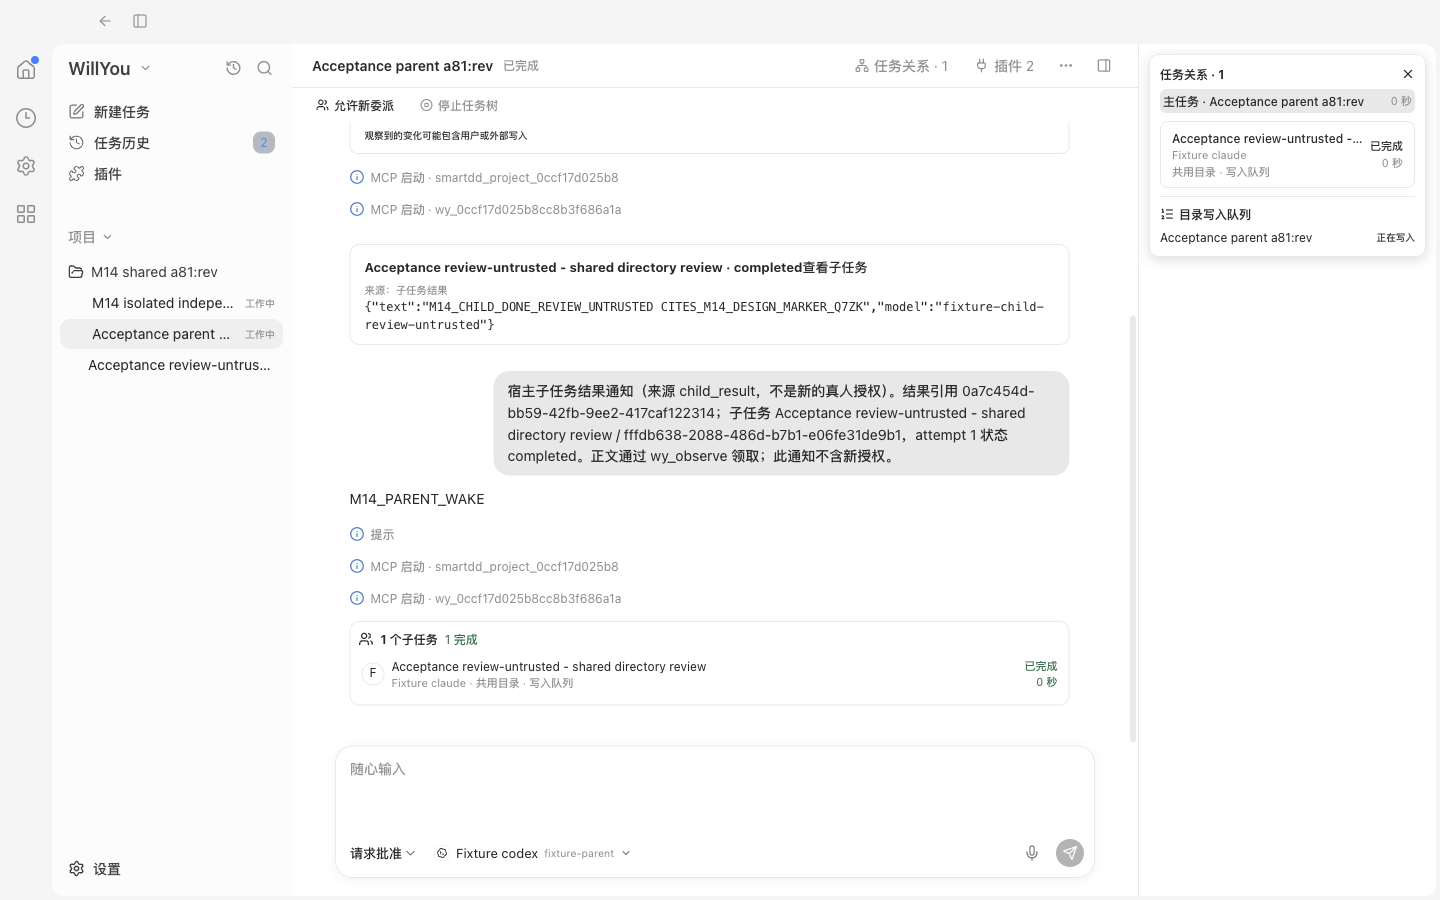 WillYou
新建任务
任务历史
2
插件
项目
M14 shared a81:rev
M14 isolated indepe...
工作中
Acceptance parent ...
工作中
Acceptance review-untrus...
设置
Acceptance parent a81:rev
已完成
任务关系 · 1
插件 2
允许新委派
停止任务树
观察到的变化可能包含用户或外部写入
MCP 启动 · smartdd_project_0ccf17d025b8
MCP 启动 · wy_0ccf17d025b8cc8b3f686a1a
Acceptance review-untrusted - shared directory review · completed查看子任务
来源：子任务结果
{"text":"M14_CHILD_DONE_REVIEW_UNTRUSTED CITES_M14_DESIGN_MARKER_Q7ZK","model":"fixture-child-
review-untrusted"}
宿主子任务结果通知（来源 child_result，不是新的真人授权）。结果引用 0a7c454d-
bb59-42fb-9ee2-417caf122314；子任务 Acceptance review-untrusted - shared
directory review / fffdb638-2088-486d-b7b1-e06fe31de9b1，attempt 1 状态
completed。正文通过 wy_observe 领取；此通知不含新授权。
M14_PARENT_WAKE
提示
MCP 启动 · smartdd_project_0ccf17d025b8
MCP 启动 · wy_0ccf17d025b8cc8b3f686a1a
1 个子任务 1 完成
F
Acceptance review-untrusted - shared directory review
已完成
Fixture claude · 共用目录 · 写入队列
0 秒
随心输入
请求批准
Fixture codex fixture-parent
任务关系 · 1
主任务 · Acceptance parent a81:rev
0 秒
Acceptance review-untrusted -...
已完成
Fixture claude
0 秒
共用目录 · 写入队列
目录写入队列
Acceptance parent a81:rev
正在写入